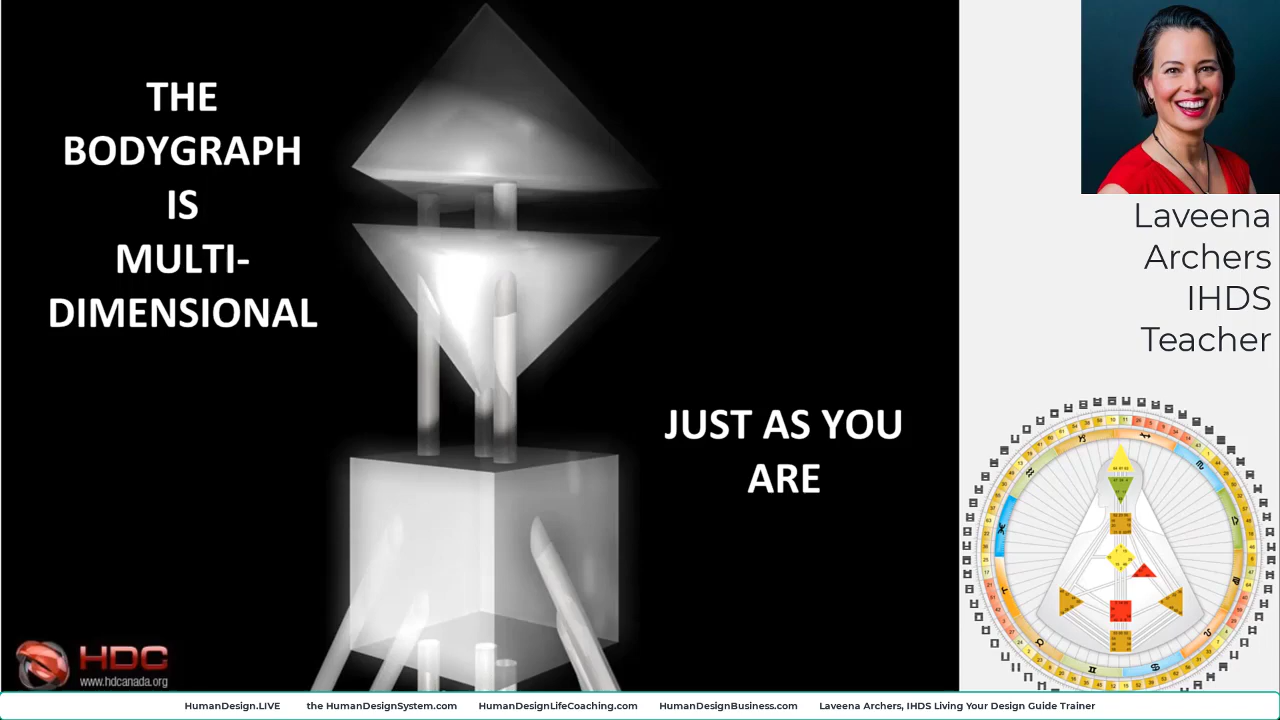 THE
BODYGRAPH
IS
MULTI-
DIMENSIONAL
JUST AS YOU
ARE
HDC
www.hdcanada.org
Laveena
Archers
IHDS
Teacher
HumanDesign.LIVE the HumanDesignSystem.com HumanDesignLifeCoaching.com HumanDesignBusiness.com Laveena Archers, IHDS Living Your Design Guide Trainer